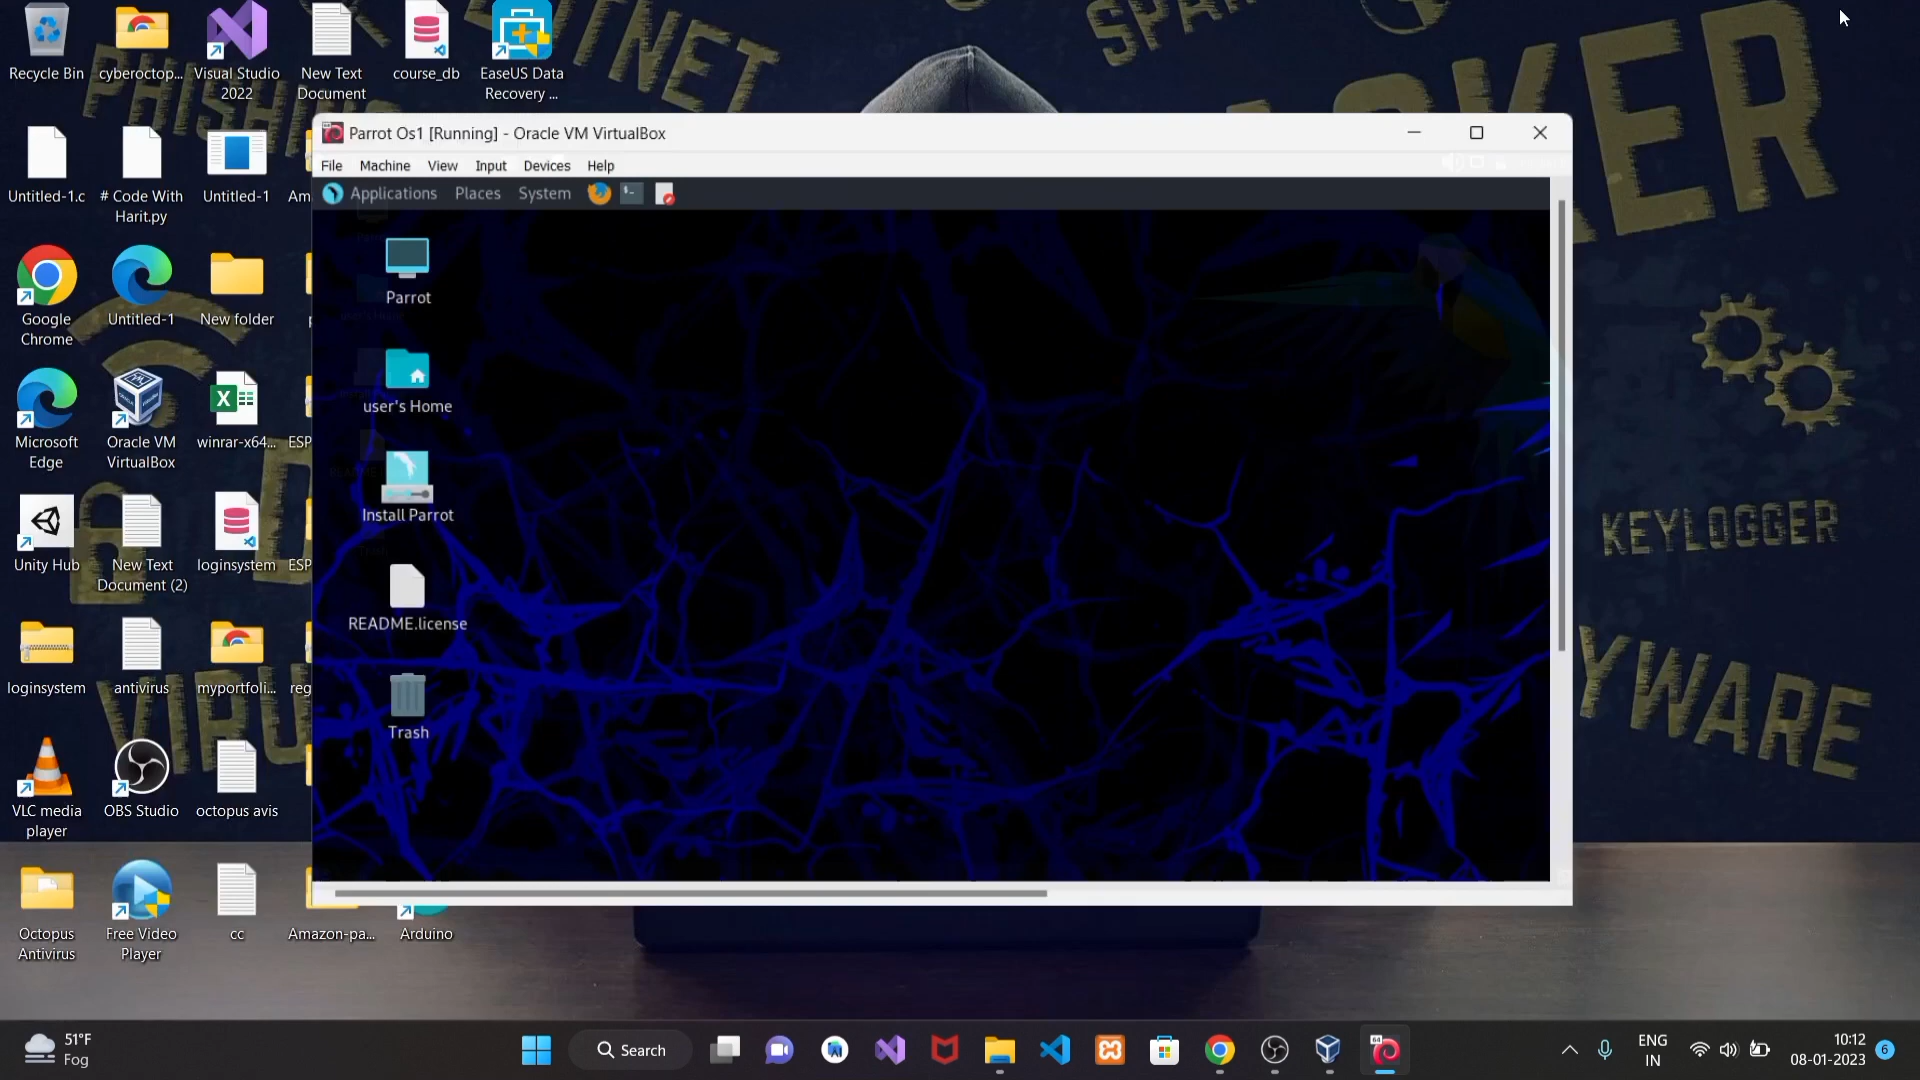 Recycle Bin
cyberoctop...
Visual Studio
2022
New Text
Document
course_db
EaseUS Data
Recovery ...
Parrot Os1 [Running] - Oracle VM VirtualBox
File Machine View Input Devices Help
Applications Places System
Untitled-1.c
# Code With
Harit.py
Untitled-1
Am
Parrot
Google
Chrome
Untitled-1
New folder
user's Home
Microsoft
Edge
Oracle VM
VirtualBox
winrar-x64...
ESP
Install Parrot
Unity Hub
New Text
Document (2)
loginsystem
ESP
README.license
loginsystem
antivirus
myportfoli...
reg
Trash
VLC media
player
OBS Studio
octopus avis
Octopus
Antivirus
Free Video
Player
cc
Amazon-pa...
Arduino
KEYLOGGER
51°F
Fog
Search
ENG
IN
10:12
08-01-2023
6